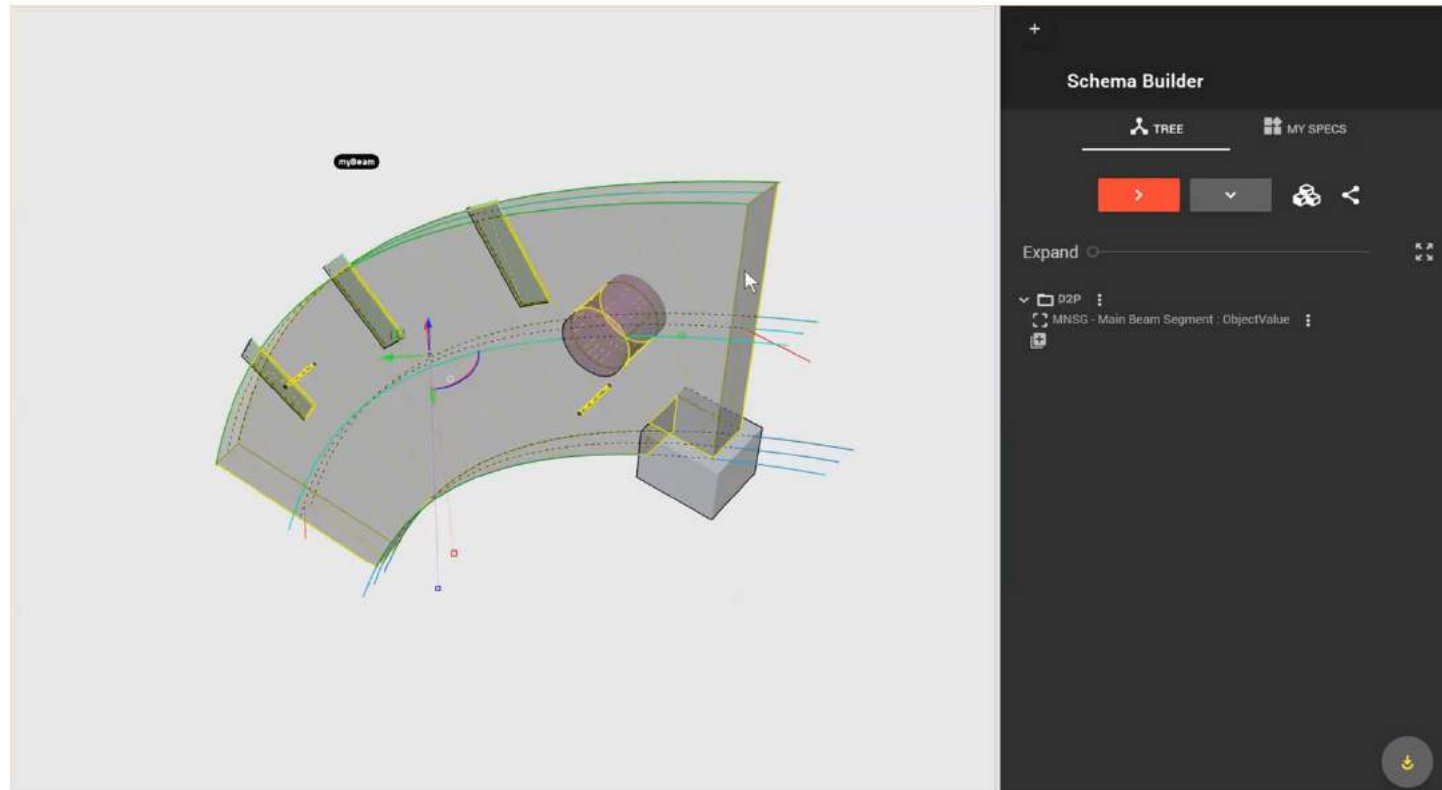 myBeam
Schema Builder
TREE
MY SPECS
Expand
D2P
MNSG - Main Beam Segment : ObjectValue